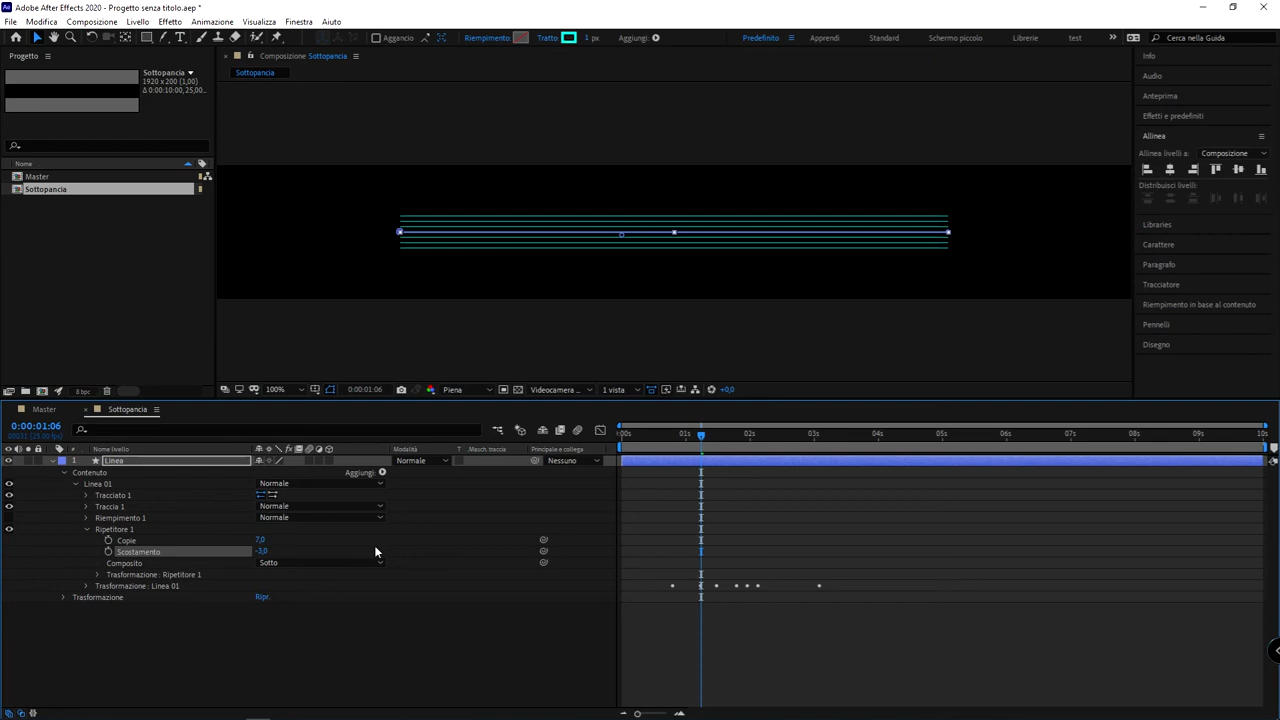 Adobe After Effects 2020 - Progetto senza titolo.aep *
File Modifica Composizione Livello Effetto Animazione Visualizza Finestra Aiuto
Aggancio Riempimento: Tratto: 1 px Aggiungi: Predefinito Apprendi Standard Schermo piccolo Librerie test Cerca nella Guida
Progetto
Composizione Sottopancia
Info
Sottopancia
1920 x 200 (1,00)
Δ 0:00:10:00, 25,00...
Sottopancia
Audio
Anteprima
Effetti e predefiniti
Allinea
Allinea livelli a: Composizione
Nome
Master
Distribuisci livelli:
Sottopancia
Libraries
Carattere
Paragrafo
Tracciatore
Riempimento in base al contenuto
Pennelli
Disegno
8 bpc
100% 0:00:01:06 Piena Videocamera ... 1 vista +0,0
Master Sottopancia
0:00:01:06
00031 (25.00 fps)
:00s 01s 02s 03s 04s 05s 06s 07s 08s 09s 10s
# Nome livello fx Modalità T Masch. traccia Principale e collega
1 Linea Normale Nessuno
Contenuto Aggiungi:
Linea 01 Normale
Tracciato 1
Traccia 1 Normale
Riempimento 1 Normale
Ripetitore 1
Copie 7,0
Scostamento -3,0
Composito Sotto
Trasformazione : Ripetitore 1
Trasformazione : Linea 01
Trasformazione Ripr.